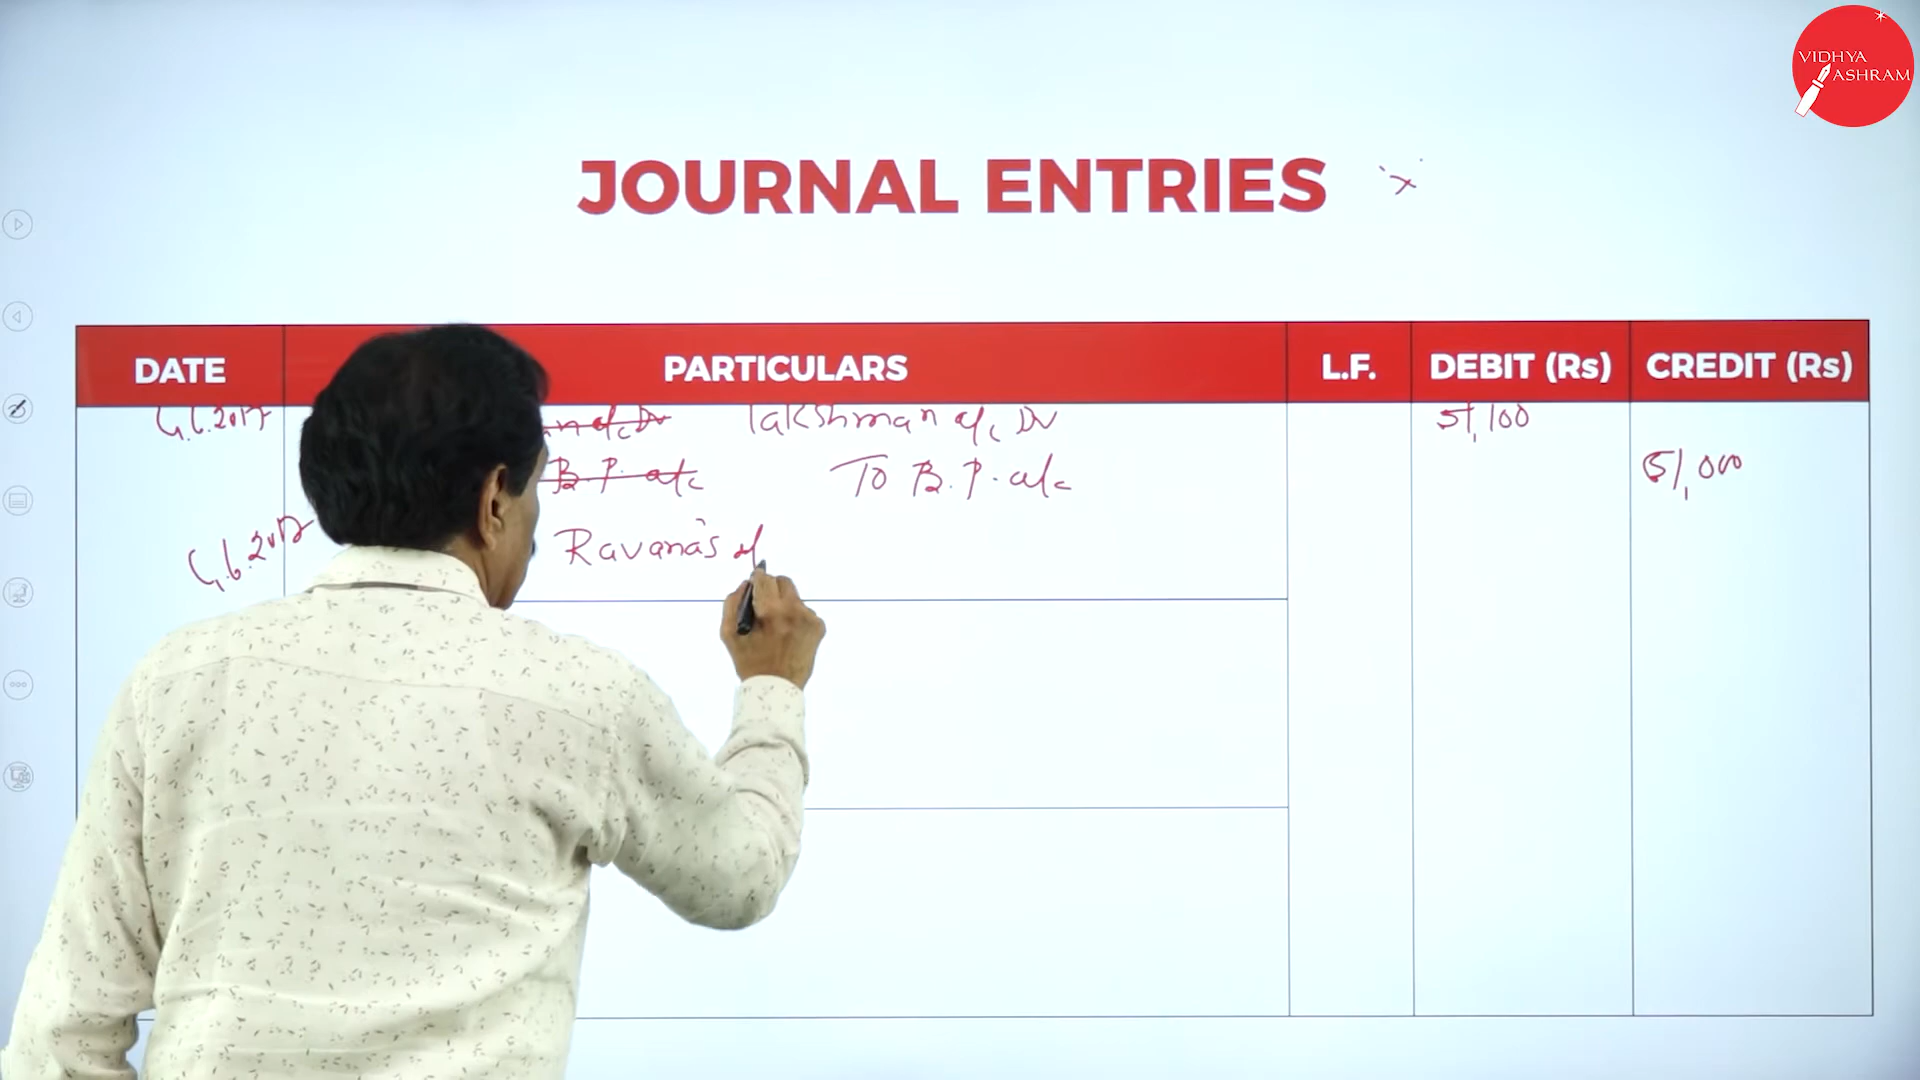 VIDHYA
ASHRAM
JOURNAL ENTRIES
DATE PARTICULARS L.F. DEBIT (Rs) CREDIT (Rs)
Lakshman a/c Dr 51,100
B.P. a/c To B.P. a/c 51,000
Ravana's a/